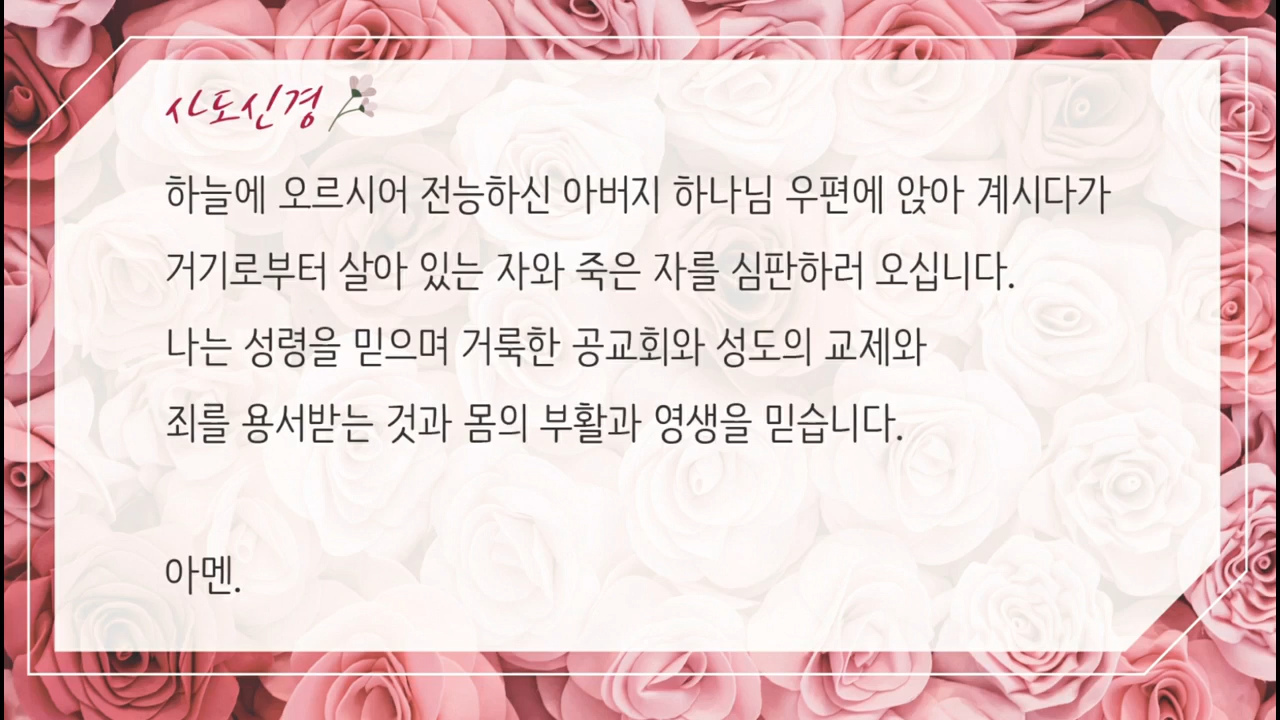 사도신경
하늘에 오르시어 전능하신 아버지 하나님 우편에 앉아 계시다가
거기로부터 살아 있는 자와 죽은 자를 심판하러 오십니다.
나는 성령을 믿으며 거룩한 공교회와 성도의 교제와
죄를 용서받는 것과 몸의 부활과 영생을 믿습니다.
아멘.